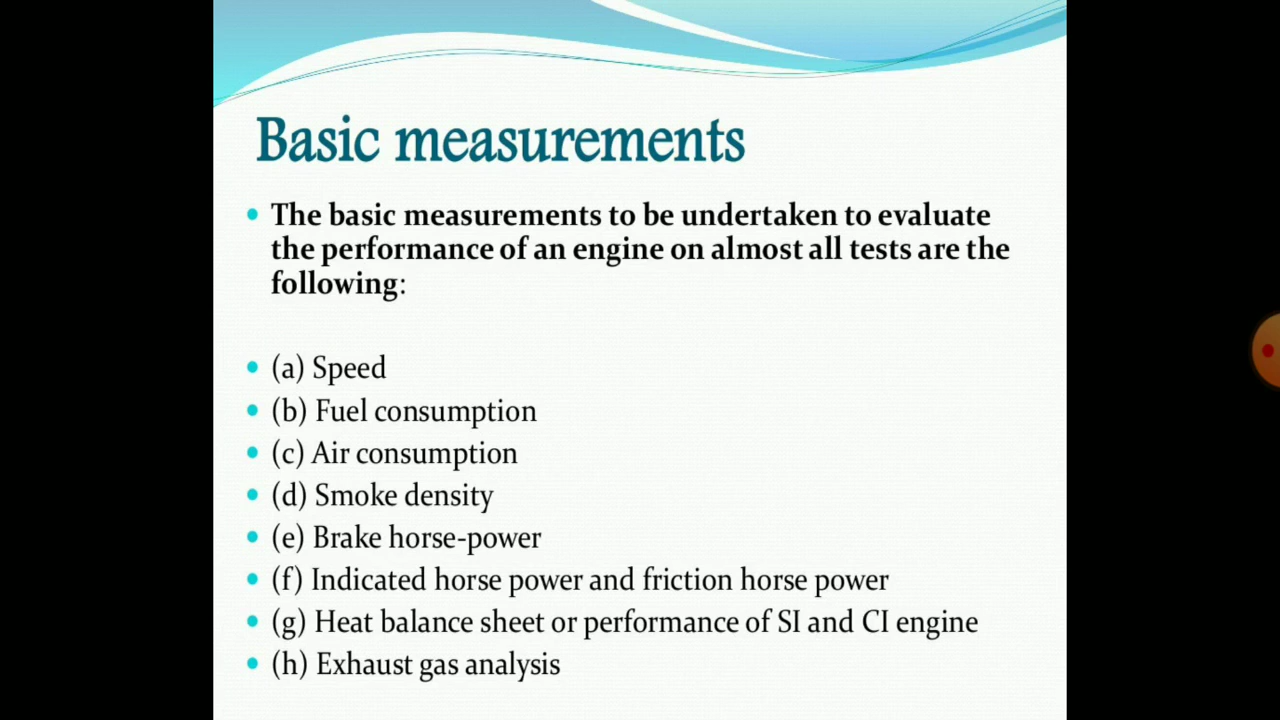 Basic measurements
• The basic measurements to be undertaken to evaluate
the performance of an engine on almost all tests are the
following:
• (a) Speed
• (b) Fuel consumption
• (c) Air consumption
• (d) Smoke density
• (e) Brake horse-power
• (f) Indicated horse power and friction horse power
• (g) Heat balance sheet or performance of SI and CI engine
• (h) Exhaust gas analysis